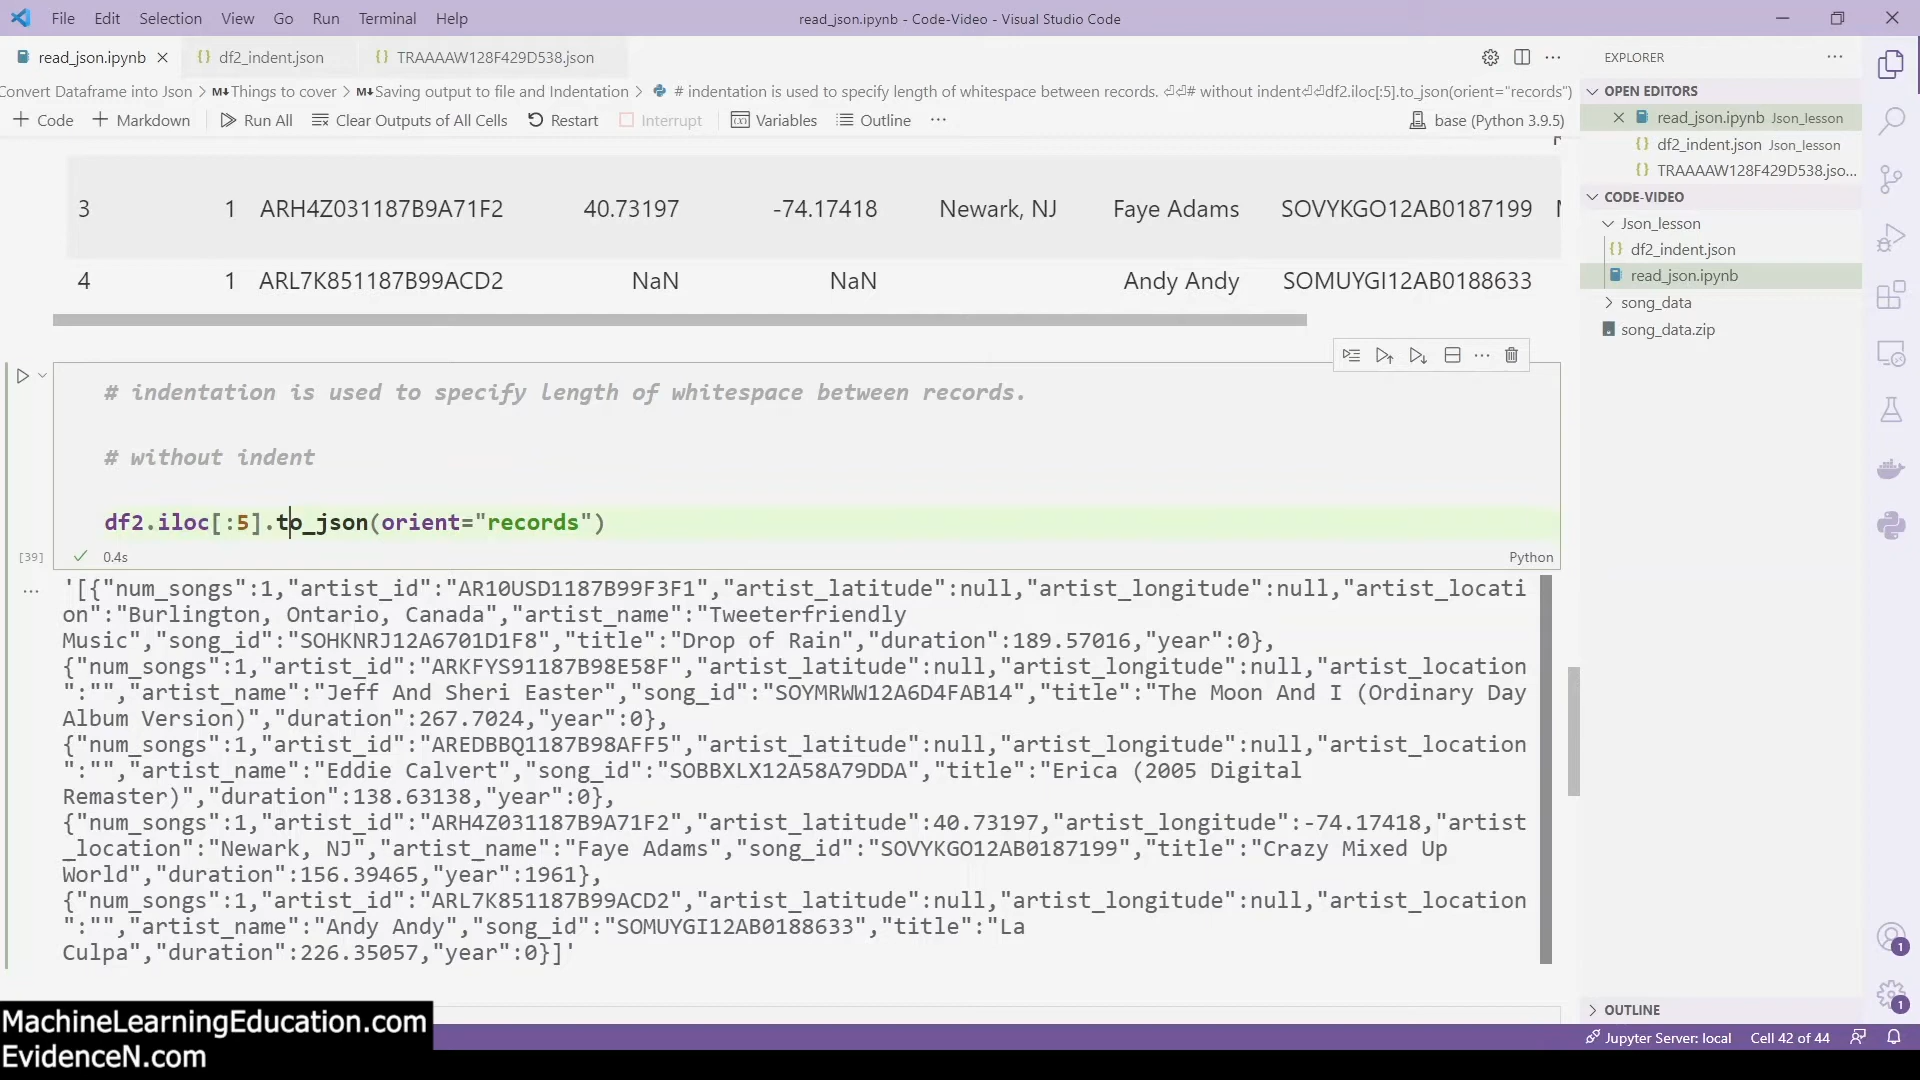 File Edit Selection View Go Run Terminal Help
read_json.ipynb - Code-Video - Visual Studio Code
read_json.ipynb
df2_indent.json
TRAAAAW128F429D538.json
Convert Dataframe into Json > Things to cover > Saving output to file and Indentation > # indentation is used to specify length of whitespace between records. ⏎⏎# without indent⏎⏎df2.iloc[:5].to_json(orient="records")
+ Code + Markdown Run All Clear Outputs of All Cells Restart Interrupt Variables Outline ···
base (Python 3.9.5)
3 1 ARH4Z031187B9A71F2 40.73197 -74.17418 Newark, NJ Faye Adams SOVYKGO12AB0187199
4 1 ARL7K851187B99ACD2 NaN NaN Andy Andy SOMUYGI12AB0188633
# indentation is used to specify length of whitespace between records.
# without indent
df2.iloc[:5].to_json(orient="records")
[39] 0.4s Python
'[{"num_songs":1,"artist_id":"AR10USD1187B99F3F1","artist_latitude":null,"artist_longitude":null,"artist_locati
on":"Burlington, Ontario, Canada","artist_name":"Tweeterfriendly
Music","song_id":"SOHKNRJ12A6701D1F8","title":"Drop of Rain","duration":189.57016,"year":0},
{"num_songs":1,"artist_id":"ARKFYS91187B98E58F","artist_latitude":null,"artist_longitude":null,"artist_location
":"","artist_name":"Jeff And Sheri Easter","song_id":"SOYMRWW12A6D4FAB14","title":"The Moon And I (Ordinary Day
Album Version)","duration":267.7024,"year":0},
{"num_songs":1,"artist_id":"AREDBBQ1187B98AFF5","artist_latitude":null,"artist_longitude":null,"artist_location
":"","artist_name":"Eddie Calvert","song_id":"SOBBXLX12A58A79DDA","title":"Erica (2005 Digital
Remaster)","duration":138.63138,"year":0},
{"num_songs":1,"artist_id":"ARH4Z031187B9A71F2","artist_latitude":40.73197,"artist_longitude":-74.17418,"artist
_location":"Newark, NJ","artist_name":"Faye Adams","song_id":"SOVYKGO12AB0187199","title":"Crazy Mixed Up
World","duration":156.39465,"year":1961},
{"num_songs":1,"artist_id":"ARL7K851187B99ACD2","artist_latitude":null,"artist_longitude":null,"artist_location
":"","artist_name":"Andy Andy","song_id":"SOMUYGI12AB0188633","title":"La
Culpa","duration":226.35057,"year":0}]'
EXPLORER
OPEN EDITORS
read_json.ipynb Json_lesson
df2_indent.json Json_lesson
TRAAAAW128F429D538.jso...
CODE-VIDEO
Json_lesson
df2_indent.json
read_json.ipynb
song_data
song_data.zip
OUTLINE
1
1
MachineLearningEducation.com
EvidenceN.com
Jupyter Server: local Cell 42 of 44